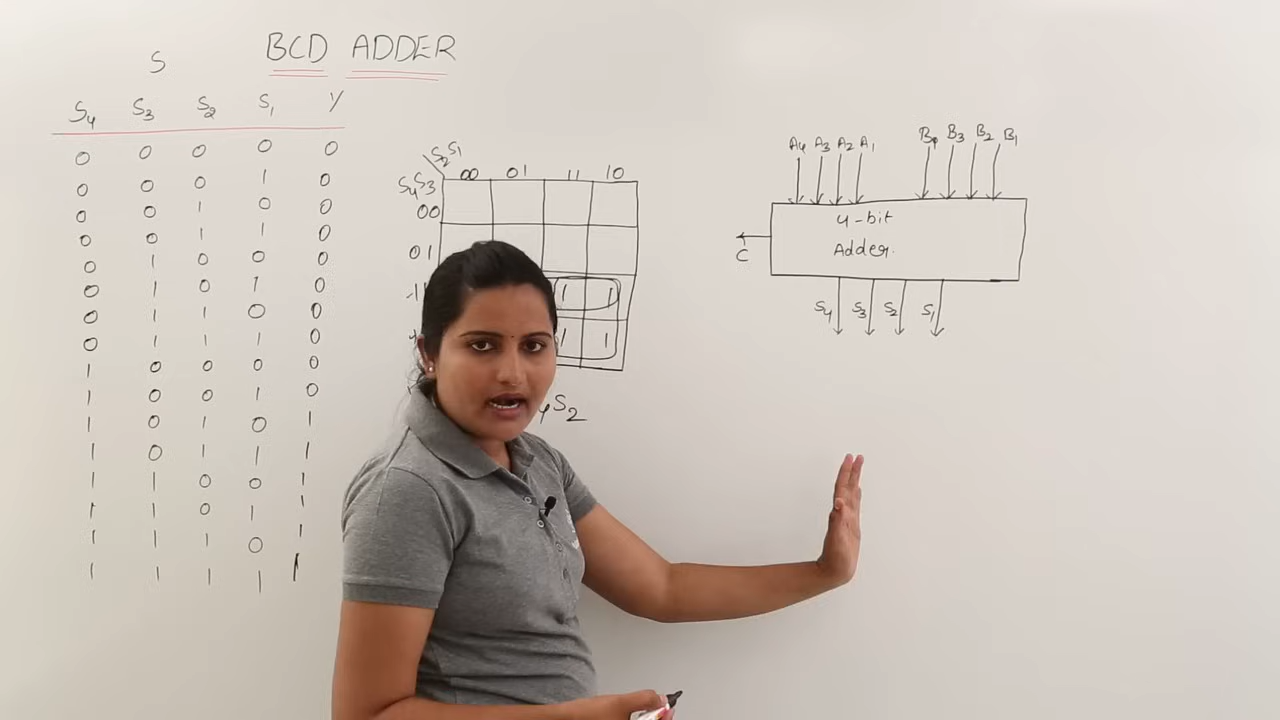 BCD ADDER
S
S4 S3 S2 S1 Y
0 0 0 0 0
0 0 0 1 0
0 0 1 0 0
0 0 1 1 0
0 1 0 0 0
0 1 0 1 0
0 1 1 0 0
0 1 1 1 0
1 0 0 0 0
1 0 0 1 0
1 0 1 0 1
1 0 1 1 1
1 1 0 0 1
1 1 0 1 1
1 1 1 0 1
1 1 1 1 1
S2S1
S4S3
00 01 11 10
00
01
11 1 1
1 1
S2
A4 A3 A2 A1 B4 B3 B2 B1
4-bit
Adder.
C
S4 S3 S2 S1